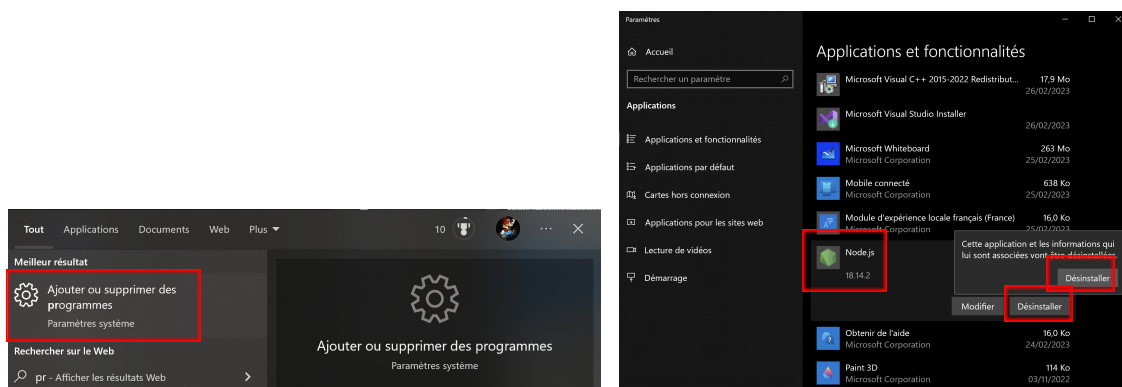 Tout Applications Documents Web Plus 10 ...
Meilleur résultat
Ajouter ou supprimer des
programmes
Paramètres système
Rechercher sur le Web
pr - Afficher les résultats Web
Ajouter ou supprimer des programmes
Paramètres système
Paramètres
Accueil
Rechercher un paramètre
Applications
Applications et fonctionnalités
Applications par défaut
Cartes hors connexion
Applications pour les sites web
Lecture de vidéos
Démarrage
Applications et fonctionnalités
Microsoft Visual C++ 2015-2022 Redistribut... 17,9 Mo
26/02/2023
Microsoft Visual Studio Installer
26/02/2023
Microsoft Whiteboard 263 Mo
Microsoft Corporation 25/02/2023
Mobile connecté 638 Ko
Microsoft Corporation 25/02/2023
Module d'expérience locale français (France) 16,0 Ko
Microsoft Corporation 25/02/2023
Node.js
18.14.2
Cette application et les informations qui
lui sont associées vont être désinstallées.
Désinstaller
Modifier Désinstaller
Obtenir de l'aide 16,0 Ko
Microsoft Corporation 24/02/2023
Paint 3D 114 Ko
Microsoft Corporation 03/11/2022